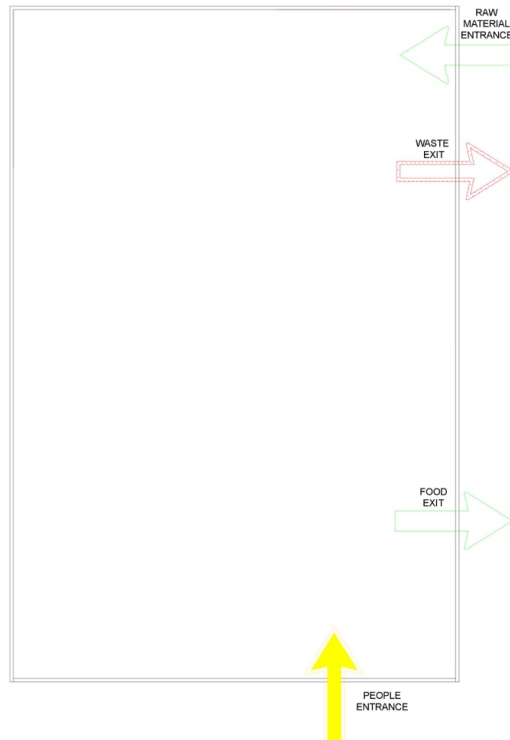 RAW
MATERIAL
ENTRANCE
WASTE
EXIT
FOOD
EXIT
PEOPLE
ENTRANCE